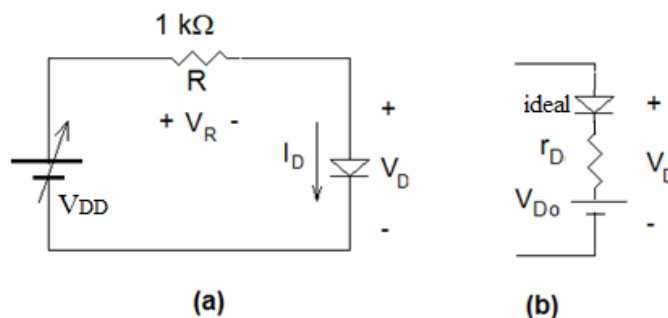 1 kΩ
R
+ V_R -
I_D
+
V_D
-
VDD
(a)
ideal
r_D
V_Do
+
V_D
-
(b)